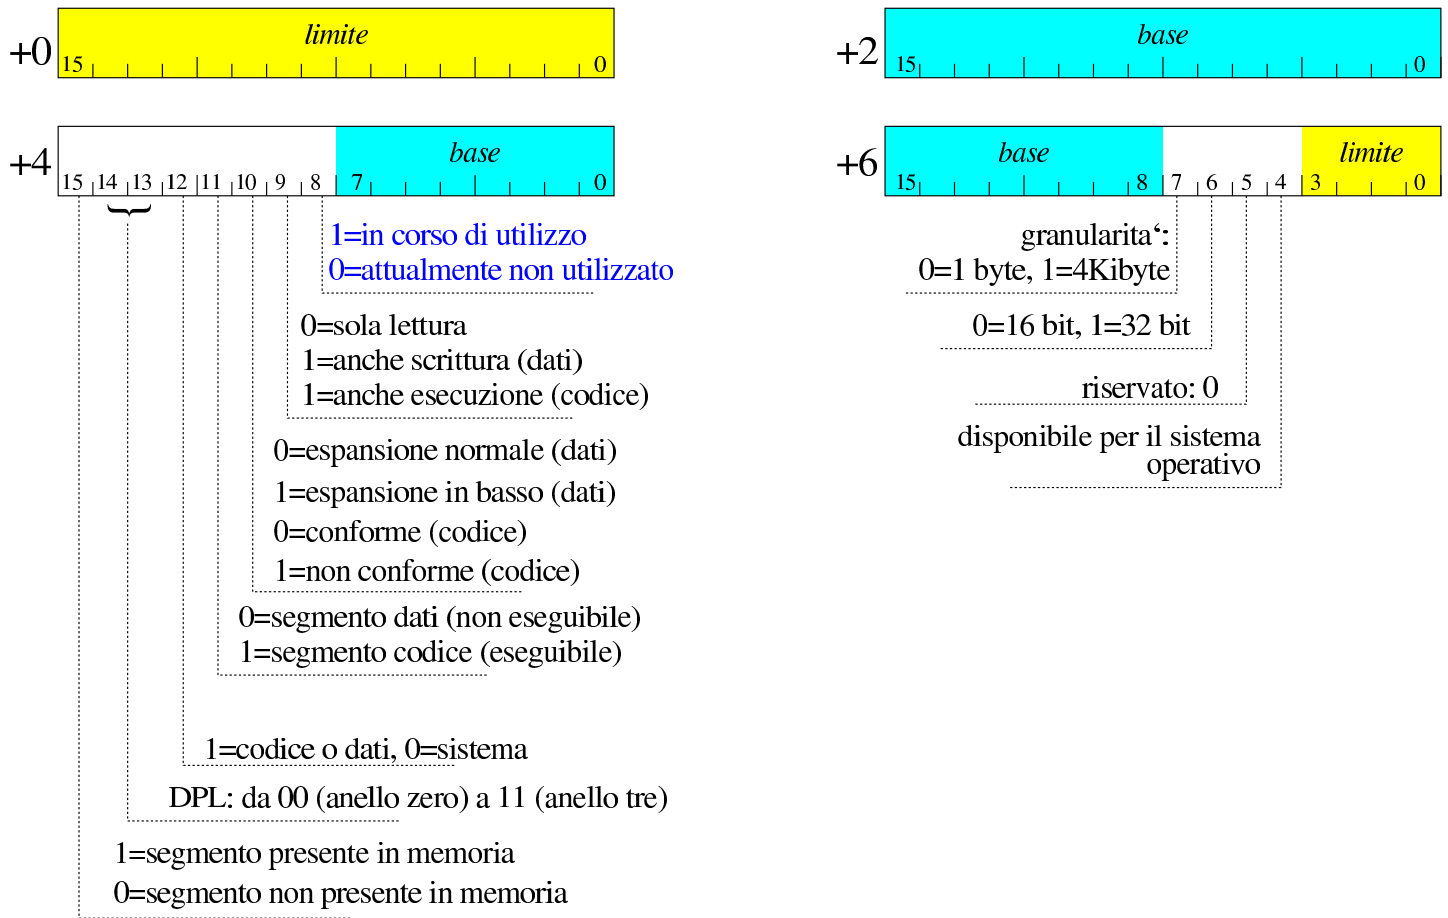 limite
+0
15 0
base
+2
15 0
base
+4
15 14 13 12 11 10 9 8 7 0
base limite
+6
15 8 7 6 5 4 3 0
1=in corso di utilizzo
0=attualmente non utilizzato
0=sola lettura
1=anche scrittura (dati)
1=anche esecuzione (codice)
0=espansione normale (dati)
1=espansione in basso (dati)
0=conforme (codice)
1=non conforme (codice)
0=segmento dati (non eseguibile)
1=segmento codice (eseguibile)
1=codice o dati, 0=sistema
DPL: da 00 (anello zero) a 11 (anello tre)
1=segmento presente in memoria
0=segmento non presente in memoria
granularita‘:
0=1 byte, 1=4Kibyte
0=16 bit, 1=32 bit
riservato: 0
disponibile per il sistema
operativo